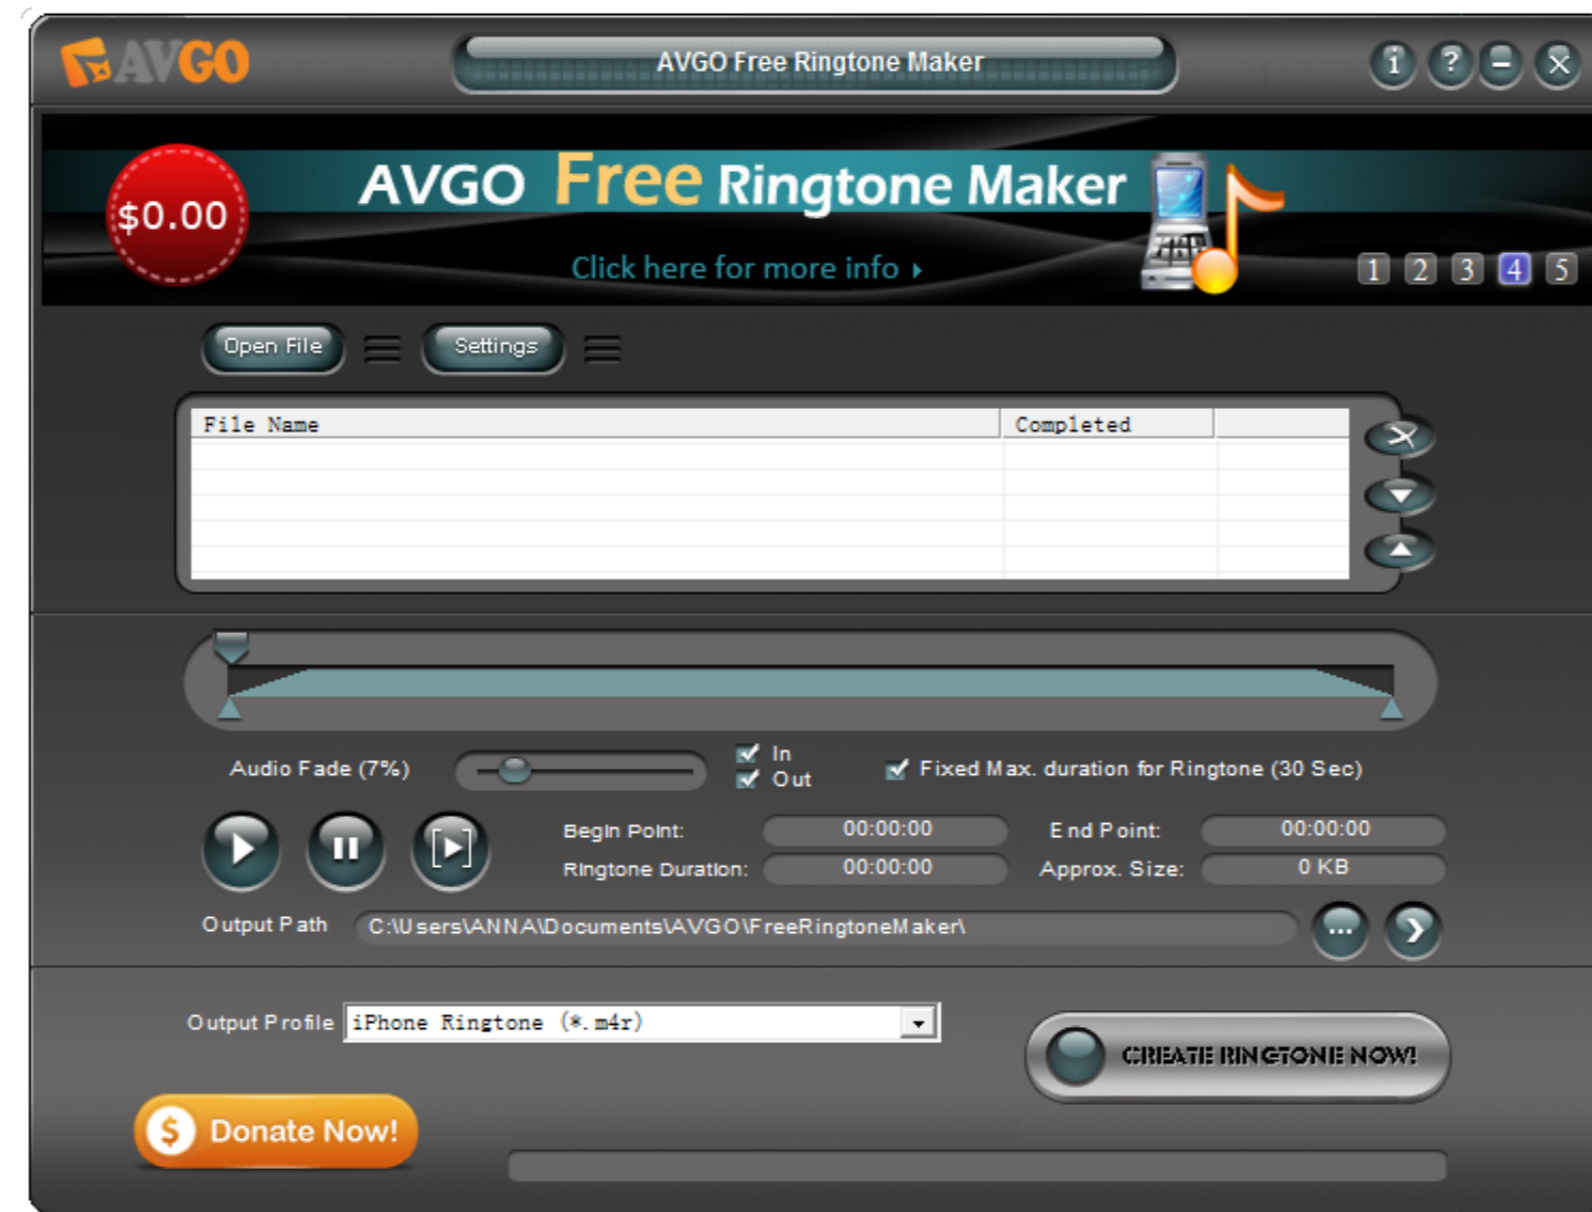 AVGO
AVGO Free Ringtone Maker
i ? - X
$0.00
AVGO Free Ringtone Maker
Click here for more info
1 2 3 4 5
Open File
Settings
File Name
Completed
Audio Fade (7%)
In
Out
Fixed Max. duration for Ringtone (30 Sec)
Begin Point:
00:00:00
End Point:
00:00:00
Ringtone Duration:
00:00:00
Approx. Size:
0 KB
Output Path
C:\Users\ANNA\Documents\AVGO\FreeRingtoneMaker\
...
Output Profile
iPhone Ringtone (*.m4r)
CREATE RINGTONE NOW!
$ Donate Now!